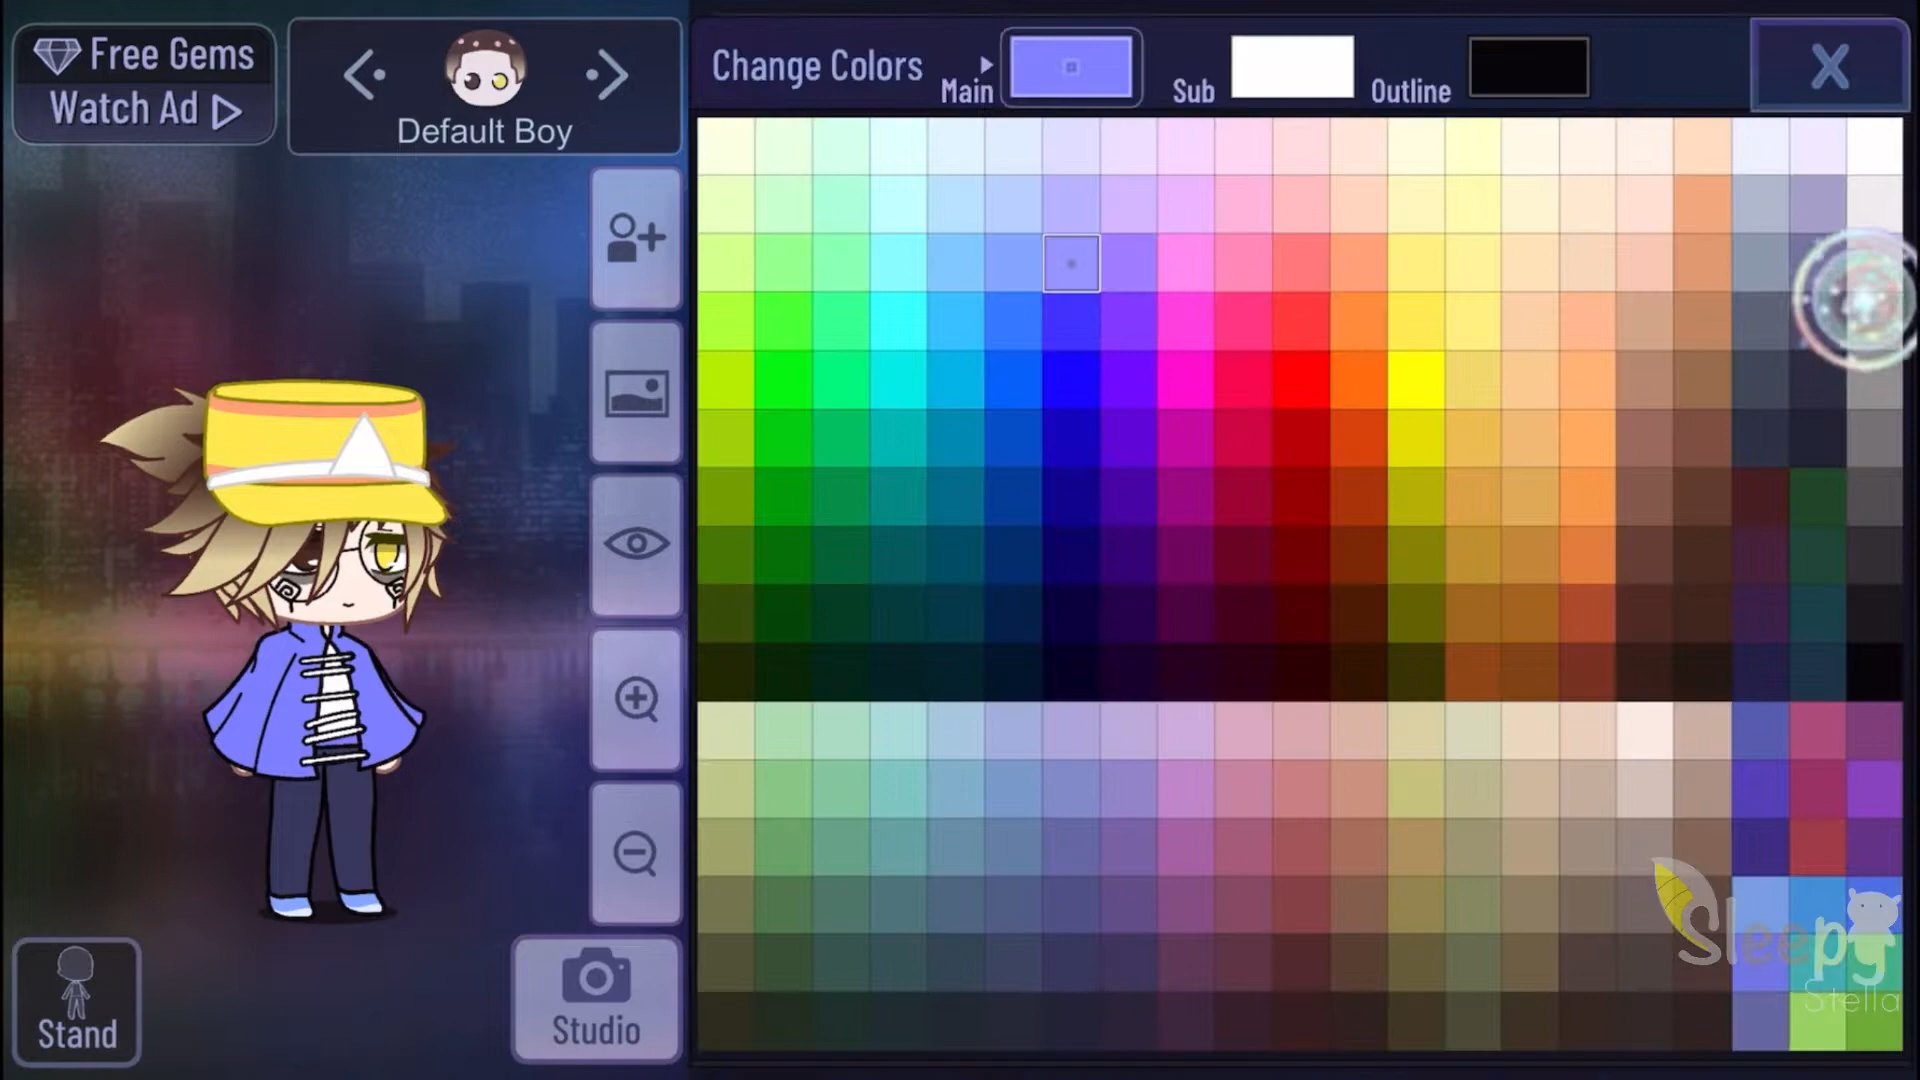 Free Gems
Watch Ad
Default Boy
Change Colors
Main
Sub
Outline
X
Stand
Studio
Sleepy
Stella